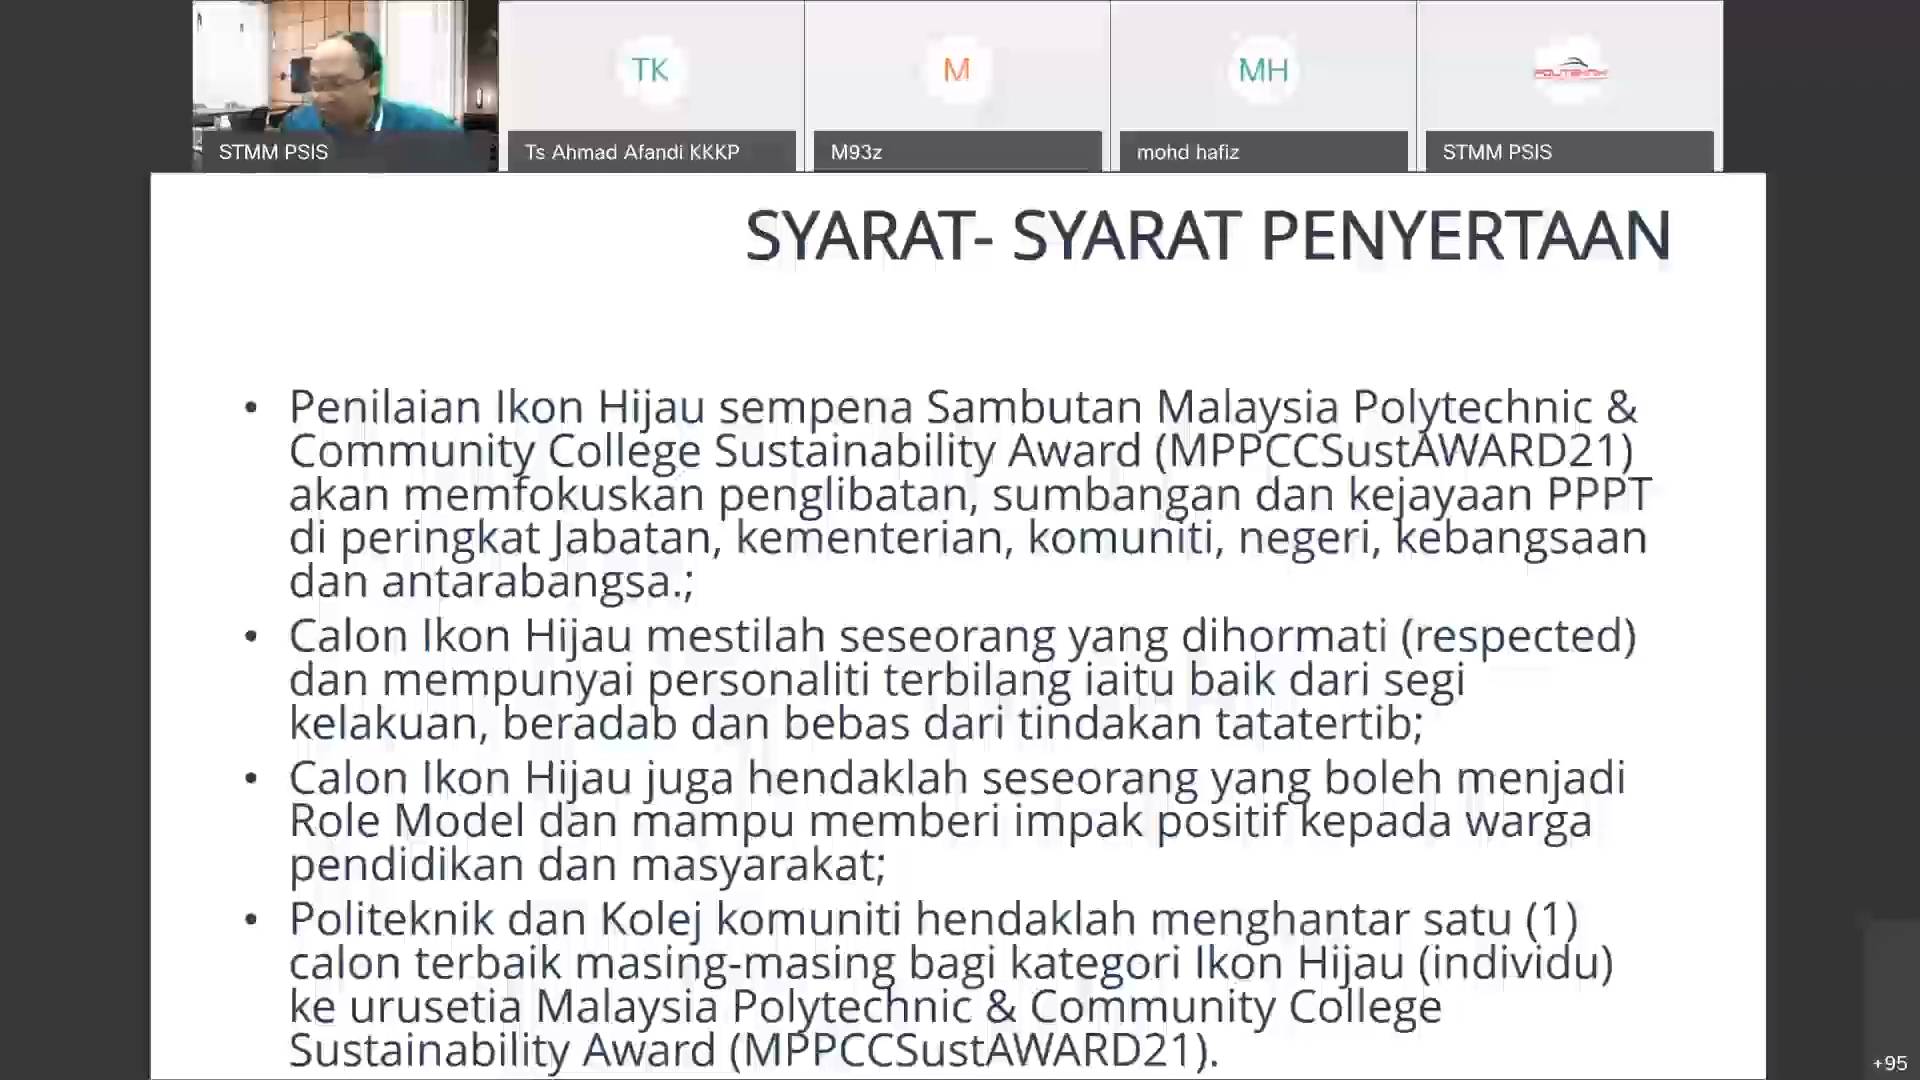 TK
M
MH
POLITEKNIK
STMM PSIS
Ts Ahmad Afandi KKKP
M93z
mohd hafiz
STMM PSIS
SYARAT- SYARAT PENYERTAAN
• Penilaian Ikon Hijau sempena Sambutan Malaysia Polytechnic &
Community College Sustainability Award (MPPCCSustAWARD21)
akan memfokuskan penglibatan, sumbangan dan kejayaan PPPT
di peringkat Jabatan, kementerian, komuniti, negeri, kebangsaan
dan antarabangsa.;
• Calon Ikon Hijau mestilah seseorang yang dihormati (respected)
dan mempunyai personaliti terbilang iaitu baik dari segi
kelakuan, beradab dan bebas dari tindakan tatatertib;
• Calon Ikon Hijau juga hendaklah seseorang yang boleh menjadi
Role Model dan mampu memberi impak positif kepada warga
pendidikan dan masyarakat;
• Politeknik dan Kolej komuniti hendaklah menghantar satu (1)
calon terbaik masing-masing bagi kategori Ikon Hijau (individu)
ke urusetia Malaysia Polytechnic & Community College
Sustainability Award (MPPCCSustAWARD21).
+95